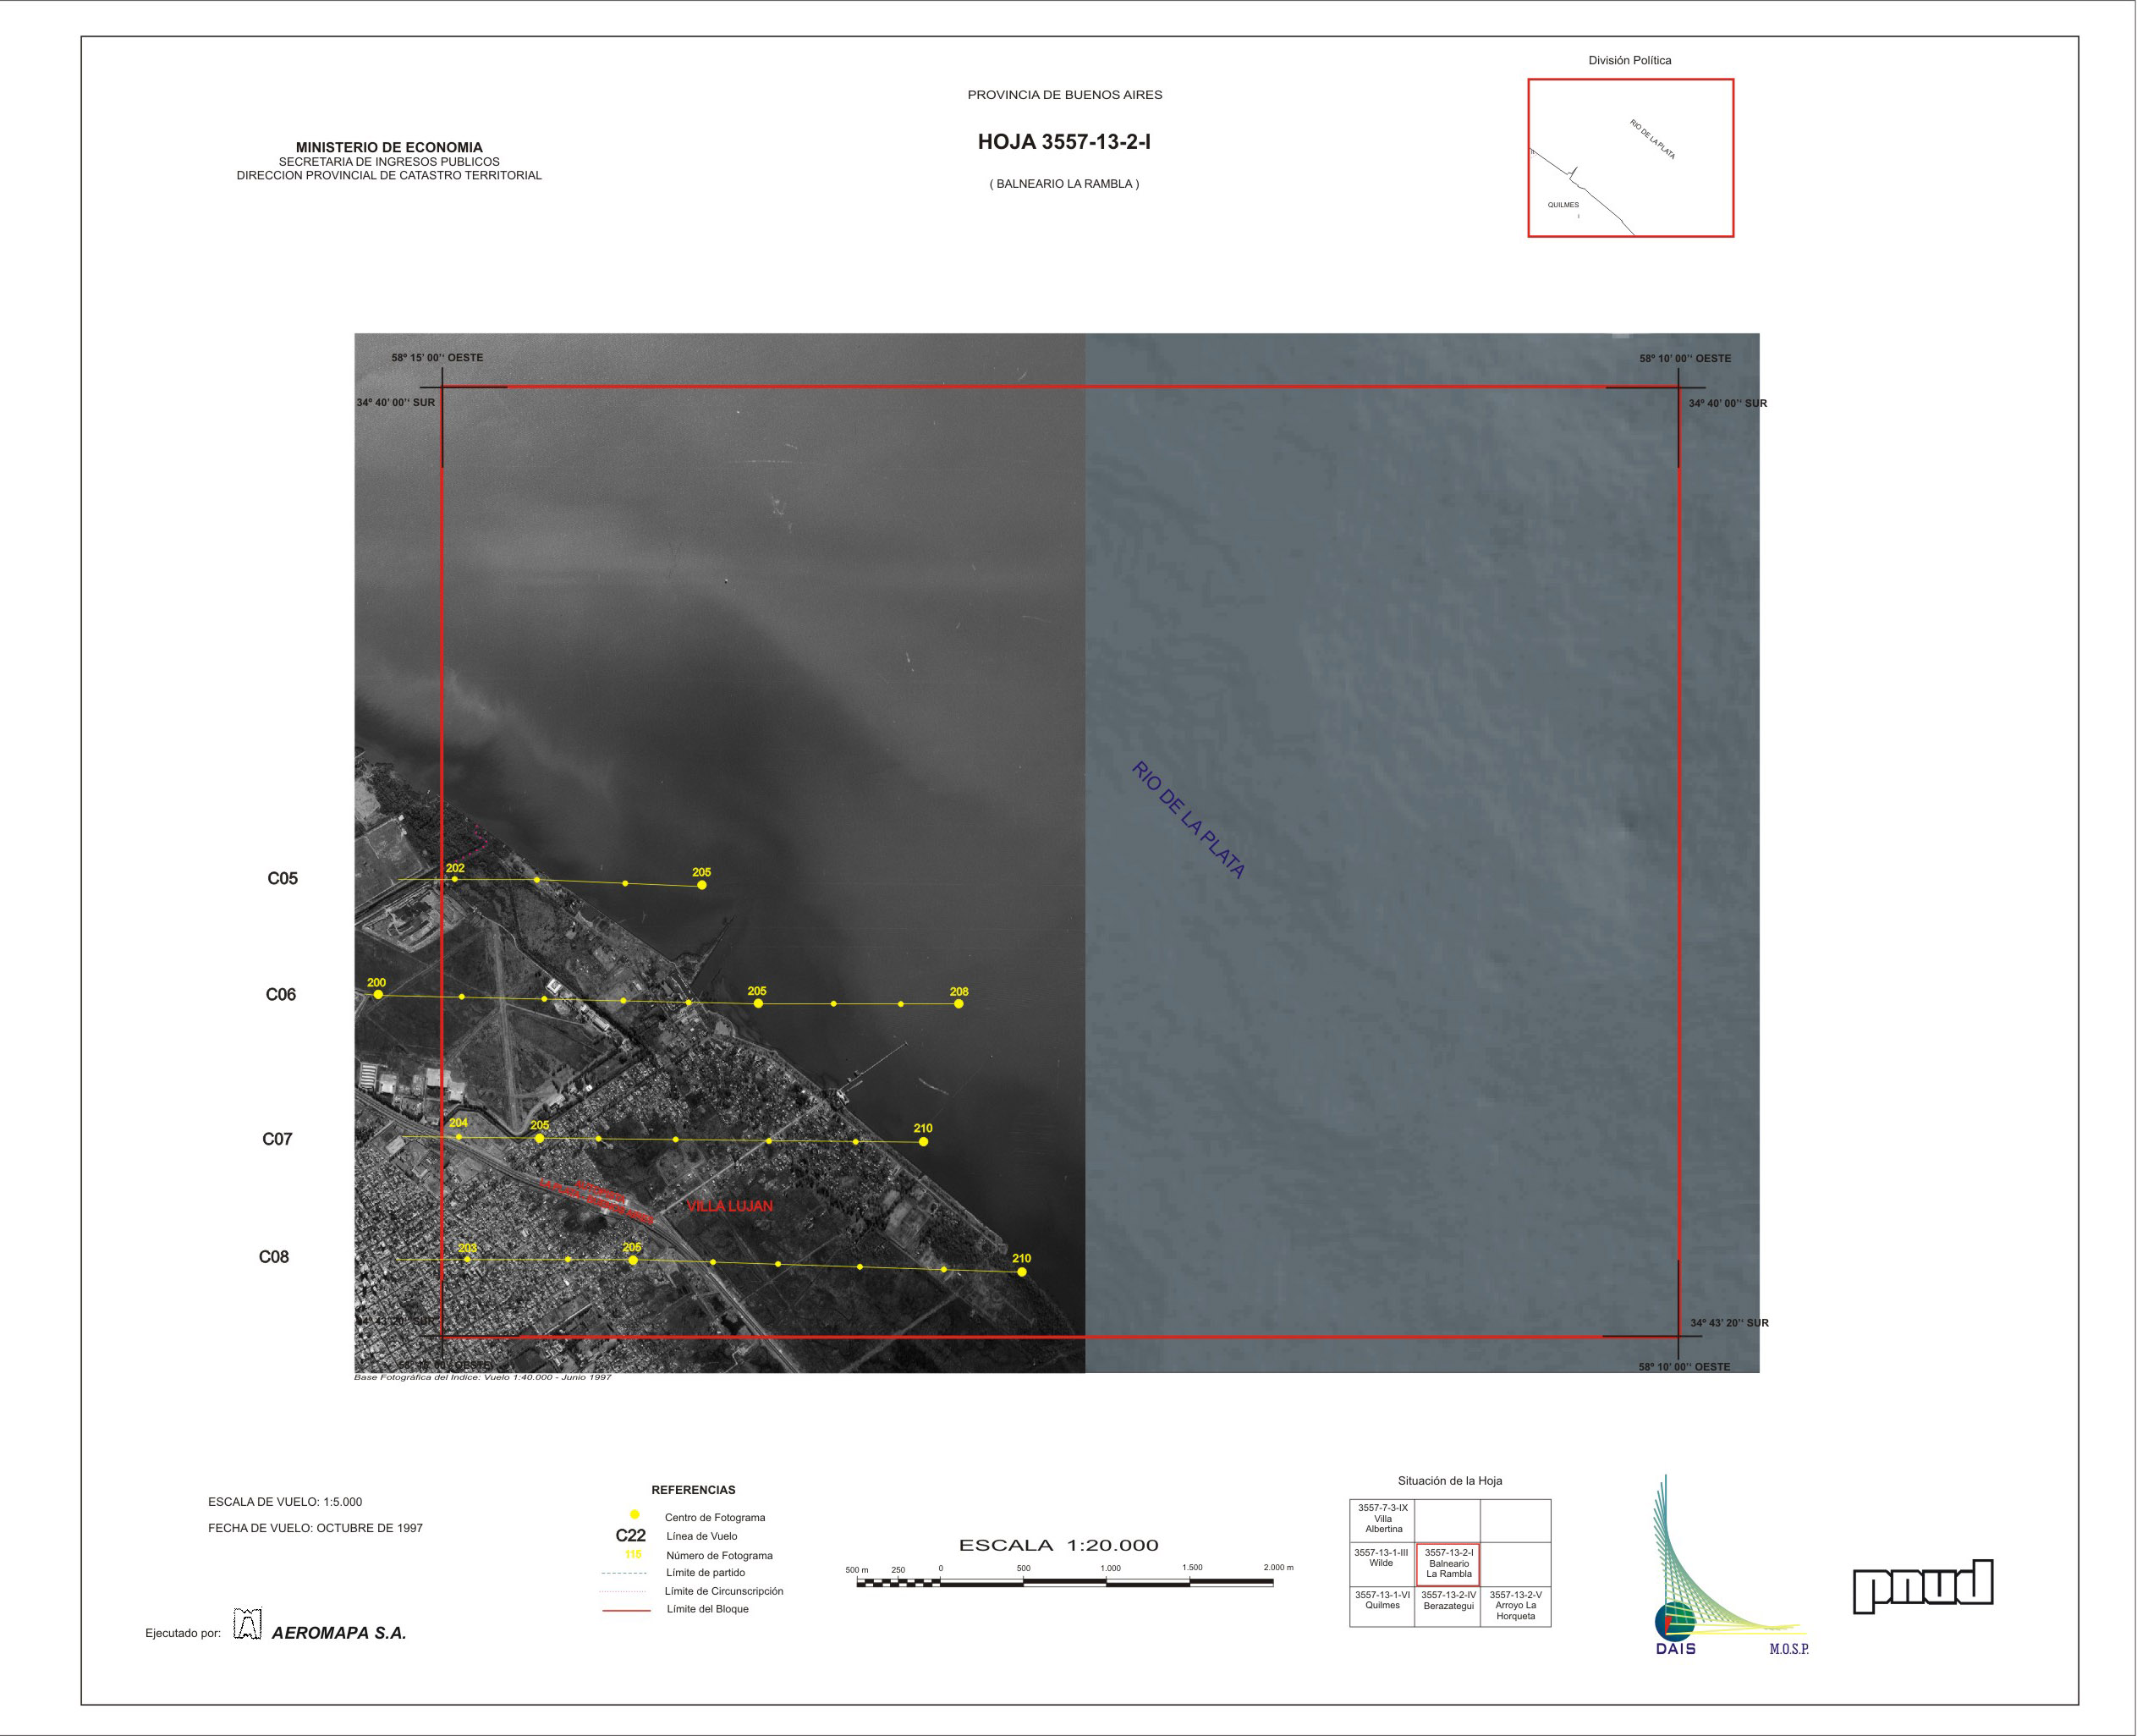 División Política
RIO DE LA PLATA
QUILMES
I
PROVINCIA DE BUENOS AIRES
HOJA 3557-13-2-I
( BALNEARIO LA RAMBLA )
MINISTERIO DE ECONOMIA
SECRETARIA DE INGRESOS PUBLICOS
DIRECCION PROVINCIAL DE CATASTRO TERRITORIAL
58º 15' 00'' OESTE
58º 10' 00'' OESTE
34º 40' 00'' SUR
34º 40' 00'' SUR
RIO DE LA PLATA
C05
202
205
C06
200
205
208
C07
204
205
210
VILLA LUJAN
C08
203
205
210
34º 43' 20'' SUR
58º 10' 00'' OESTE
Base Fotográfica del Indice: Vuelo 1:40.000 - Junio 1997
ESCALA DE VUELO: 1:5.000
FECHA DE VUELO: OCTUBRE DE 1997
Ejecutado por:
AEROMAPA S.A.
REFERENCIAS
Centro de Fotograma
C22 Línea de Vuelo
115 Número de Fotograma
Límite de partido
Límite de Circunscripción
Límite del Bloque
ESCALA 1:20.000
500 m 250 0 500 1.000 1.500 2.000 m
Situación de la Hoja
3557-7-3-IX
Villa
Albertina
3557-13-1-III
Wilde
3557-13-2-I
Balneario
La Rambla
3557-13-1-VI
Quilmes
3557-13-2-IV
Berazategui
3557-13-2-V
Arroyo La
Horqueta
DAIS
M.O.S.P.
pnud